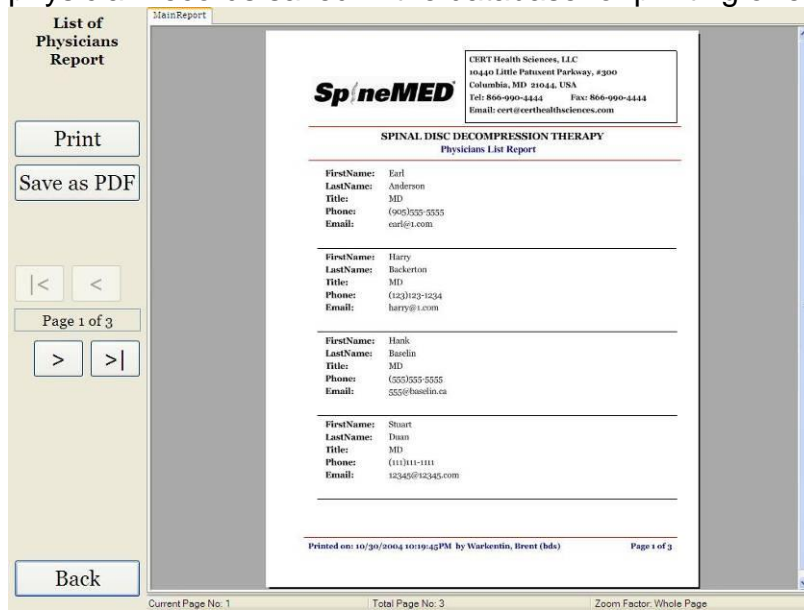 List of
Physicians
Report
Print
Save as PDF
|< <
Page 1 of 3
> >|
Back
MainReport
SpineMED
CERT Health Sciences, LLC
10440 Little Patuxent Parkway, #300
Columbia, MD 21044, USA
Tel: 866-990-4444 Fax: 866-990-4444
Email: cert@certhealthsciences.com
SPINAL DISC DECOMPRESSION THERAPY
Physicians List Report
FirstName: Earl
LastName: Anderson
Title: MD
Phone: (905)555-5555
Email: earl@1.com
FirstName: Harry
LastName: Backerton
Title: MD
Phone: (123)123-1234
Email: harry@1.com
FirstName: Hank
LastName: Baselin
Title: MD
Phone: (555)555-5555
Email: 555@baselin.ca
FirstName: Stuart
LastName: Daan
Title: MD
Phone: (111)111-1111
Email: 12345@12345.com
Printed on: 10/30/2004 10:19:45PM by Warkentin, Brent (hds) Page 1 of 3
Current Page No: 1 Total Page No: 3 Zoom Factor: Whole Page